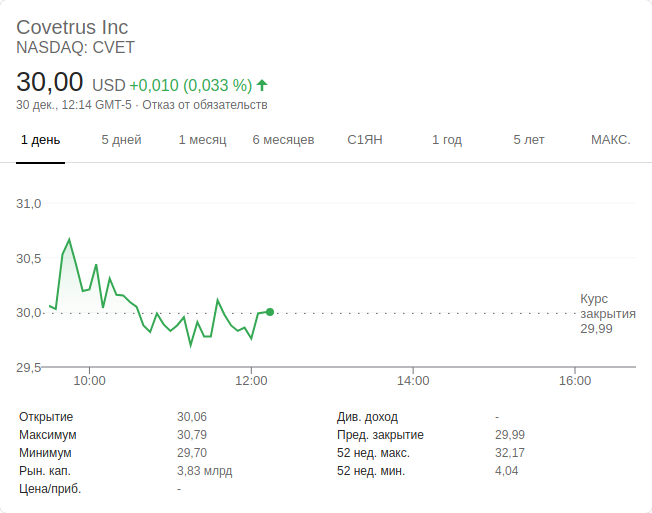 Covetrus Inc
NASDAQ: CVET
30,00 USD +0,010 (0,033 %)
30 дек., 12:14 GMT-5 · Отказ от обязательств
1 день 5 дней 1 месяц 6 месяцев С1ЯН 1 год 5 лет МАКС.
31,0
30,5
30,0
29,5
Курс
закрытия
29,99
10:00 12:00 14:00 16:00
Открытие 30,06 Див. доход -
Максимум 30,79 Пред. закрытие 29,99
Минимум 29,70 52 нед. макс. 32,17
Рын. кап. 3,83 млрд 52 нед. мин. 4,04
Цена/приб. -